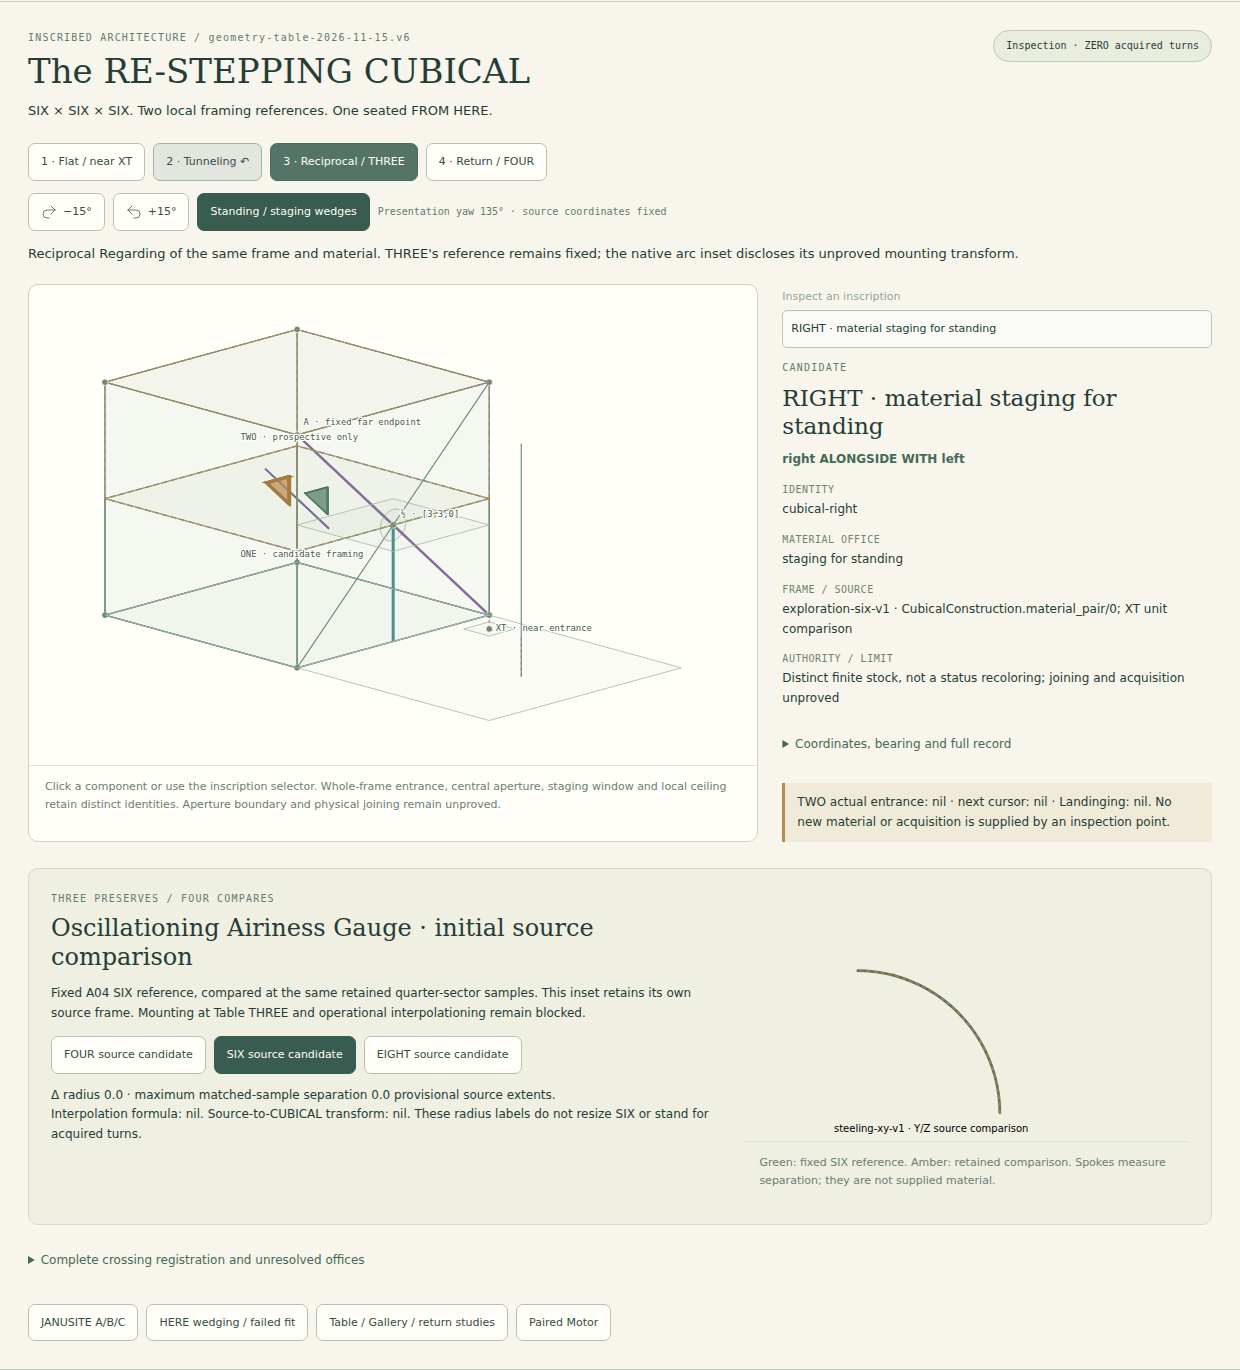 INSCRIBED ARCHITECTURE / geometry-table-2026-11-15.v6
Inspection · ZERO acquired turns
The RE-STEPPING CUBICAL
SIX × SIX × SIX. Two local framing references. One seated FROM HERE.
1 · Flat / near XT
2 · Tunneling ↶
3 · Reciprocal / THREE
4 · Return / FOUR
−15°
+15°
Standing / staging wedges
Presentation yaw 135° · source coordinates fixed
Reciprocal Regarding of the same frame and material. THREE's reference remains fixed; the native arc inset discloses its unproved mounting transform.
A · fixed far endpoint
TWO · prospective only
½ · [3,3,0]
ONE · candidate framing
XT · near entrance
Click a component or use the inscription selector. Whole-frame entrance, central aperture, staging window and local ceiling
retain distinct identities. Aperture boundary and physical joining remain unproved.
Inspect an inscription
RIGHT · material staging for standing
CANDIDATE
RIGHT · material staging for
standing
right ALONGSIDE WITH left
IDENTITY
cubical-right
MATERIAL OFFICE
staging for standing
FRAME / SOURCE
exploration-six-v1 · CubicalConstruction.material_pair/0; XT unit
comparison
AUTHORITY / LIMIT
Distinct finite stock, not a status recoloring; joining and acquisition
unproved
Coordinates, bearing and full record
TWO actual entrance: nil · next cursor: nil · Landinging: nil. No
new material or acquisition is supplied by an inspection point.
THREE PRESERVES / FOUR COMPARES
Oscillationing Airiness Gauge · initial source
comparison
Fixed A04 SIX reference, compared at the same retained quarter-sector samples. This inset retains its own
source frame. Mounting at Table THREE and operational interpolationing remain blocked.
FOUR source candidate
SIX source candidate
EIGHT source candidate
Δ radius 0.0 · maximum matched-sample separation 0.0 provisional source extents.
Interpolation formula: nil. Source-to-CUBICAL transform: nil. These radius labels do not resize SIX or stand for
acquired turns.
steeling-xy-v1 · Y/Z source comparison
Green: fixed SIX reference. Amber: retained comparison. Spokes measure
separation; they are not supplied material.
Complete crossing registration and unresolved offices
JANUSITE A/B/C
HERE wedging / failed fit
Table / Gallery / return studies
Paired Motor